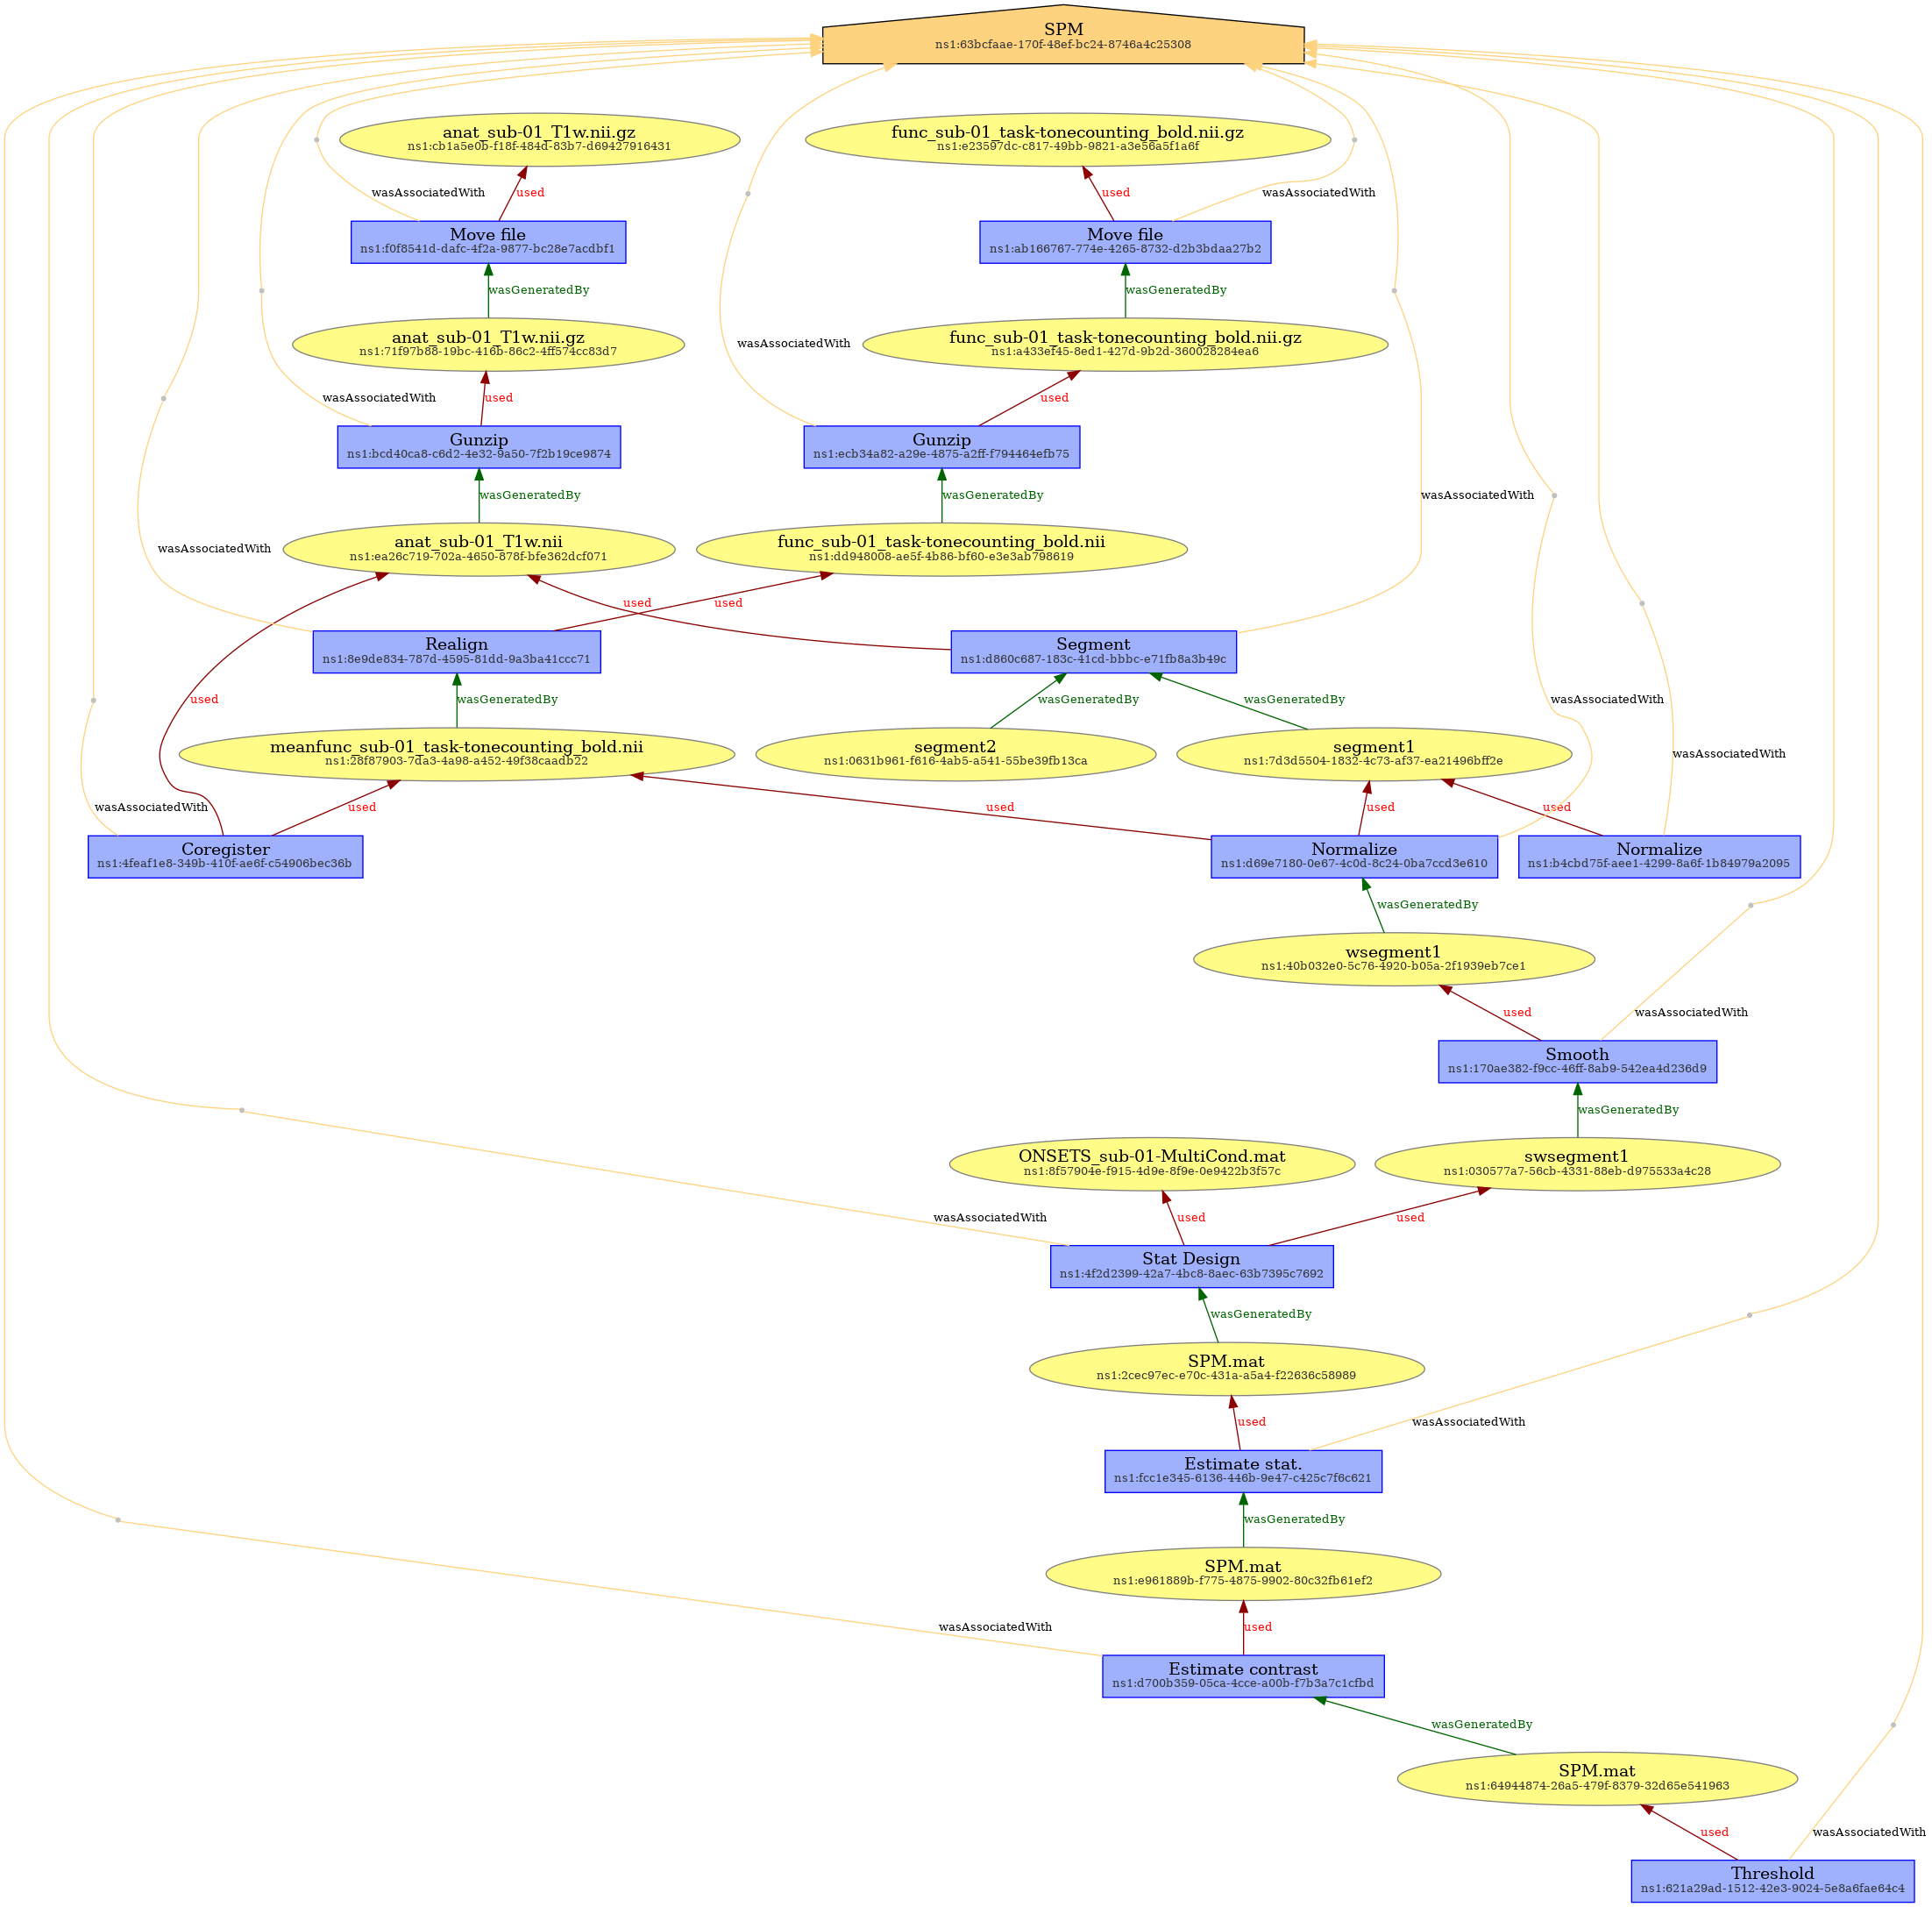 SPM
ns1:63bcfaae-170f-48ef-bc24-8746a4c25308
anat_sub-01_T1w.nii.gz
ns1:cb1a5e0b-f18f-484d-83b7-d69427916431
func_sub-01_task-tonecounting_bold.nii.gz
ns1:e23597dc-c817-49bb-9821-a3e56a5f1a6f
wasAssociatedWith
used
used
wasAssociatedWith
Move file
ns1:f0f8541d-dafc-4f2a-9877-bc28e7acdbf1
Move file
ns1:ab166767-774e-4265-8732-d2b3bdaa27b2
wasGeneratedBy
wasGeneratedBy
anat_sub-01_T1w.nii.gz
ns1:71f97b88-19bc-416b-86c2-4ff574cc83d7
wasAssociatedWith
func_sub-01_task-tonecounting_bold.nii.gz
ns1:a433ef45-8ed1-427d-9b2d-360028284ea6
wasAssociatedWith
used
used
Gunzip
ns1:bcd40ca8-c6d2-4e32-9a50-7f2b19ce9874
Gunzip
ns1:ecb34a82-a29e-4875-a2ff-f794464efb75
wasGeneratedBy
wasGeneratedBy
wasAssociatedWith
wasAssociatedWith
anat_sub-01_T1w.nii
ns1:ea26c719-702a-4650-878f-bfe362dcf071
func_sub-01_task-tonecounting_bold.nii
ns1:dd948008-ae5f-4b86-bf60-e3e3ab798619
used
used
Realign
ns1:8e9de834-787d-4595-81dd-9a3ba41ccc71
Segment
ns1:d860c687-183c-41cd-bbbc-e71fb8a3b49c
used
wasGeneratedBy
wasGeneratedBy
wasGeneratedBy
wasAssociatedWith
meanfunc_sub-01_task-tonecounting_bold.nii
ns1:28f87903-7da3-4a98-a452-49f38caadb22
segment2
ns1:0631b961-f616-4ab5-a541-55be39fb13ca
segment1
ns1:7d3d5504-1832-4c73-af37-ea21496bff2e
wasAssociatedWith
wasAssociatedWith
used
used
used
used
Coregister
ns1:4feaf1e8-349b-410f-ae6f-c54906bec36b
Normalize
ns1:d69e7180-0e67-4c0d-8c24-0ba7ccd3e610
Normalize
ns1:b4cbd75f-aee1-4299-8a6f-1b84979a2095
wasGeneratedBy
wsegment1
ns1:40b032e0-5c76-4920-b05a-2f1939eb7ce1
used
wasAssociatedWith
Smooth
ns1:170ae382-f9cc-46ff-8ab9-542ea4d236d9
wasGeneratedBy
ONSETS_sub-01-MultiCond.mat
ns1:8f57904e-f915-4d9e-8f9e-0e9422b3f57c
swsegment1
ns1:030577a7-56cb-4331-88eb-d975533a4c28
wasAssociatedWith
used
used
Stat Design
ns1:4f2d2399-42a7-4bc8-8aec-63b7395c7692
wasGeneratedBy
SPM.mat
ns1:2cec97ec-e70c-431a-a5a4-f22636c58989
used
wasAssociatedWith
Estimate stat.
ns1:fcc1e345-6136-446b-9e47-c425c7f6c621
wasGeneratedBy
SPM.mat
ns1:e961889b-f775-4875-9902-80c32fb61ef2
wasAssociatedWith
used
Estimate contrast
ns1:d700b359-05ca-4cce-a00b-f7b3a7c1cfbd
wasGeneratedBy
SPM.mat
ns1:64944874-26a5-479f-8379-32d65e541963
used
wasAssociatedWith
Threshold
ns1:621a29ad-1512-42e3-9024-5e8a6fae64c4